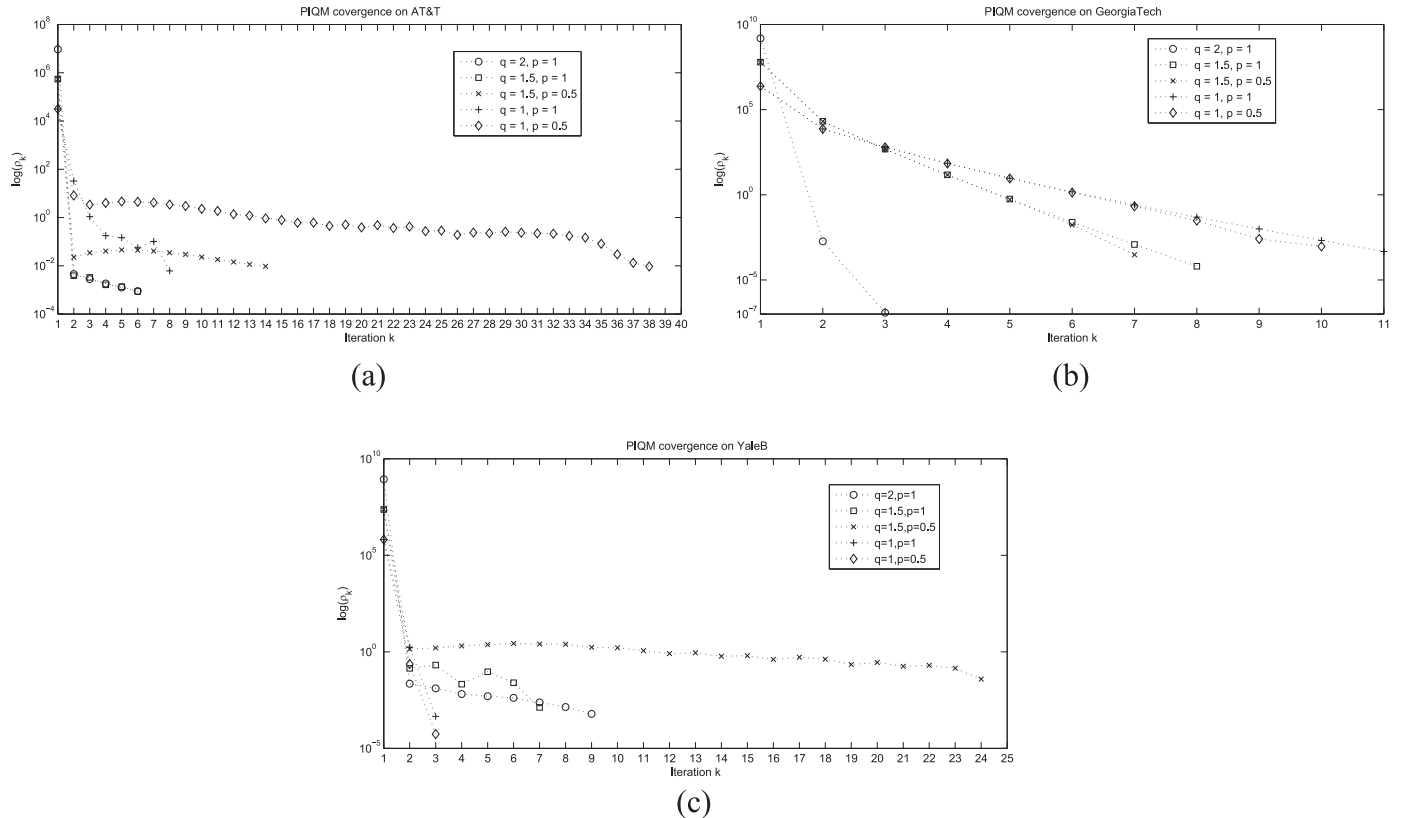 PIQM covergence on AT&T
10^8
10^6
10^4
10^2
10^0
10^-2
10^-4
log(ρ_k)
q = 2, p = 1
q = 1.5, p = 1
q = 1.5, p = 0.5
q = 1, p = 1
q = 1, p = 0.5
1 2 3 4 5 6 7 8 9 10 11 12 13 14 15 16 17 18 19 20 21 22 23 24 25 26 27 28 29 30 31 32 33 34 35 36 37 38 39 40
Iteration k
(a)
PIQM covergence on GeorgiaTech
10^10
10^5
10^0
10^-5
10^-7
log(ρ_k)
q = 2, p = 1
q = 1.5, p = 1
q = 1.5, p = 0.5
q = 1, p = 1
q = 1, p = 0.5
1 2 3 4 5 6 7 8 9 10 11
Iteration k
(b)
PIQM covergence on YaleB
10^10
10^5
10^0
10^-5
log(ρ_k)
q=2,p=1
q=1.5,p=1
q=1.5,p=0.5
q=1,p=1
q=1,p=0.5
1 2 3 4 5 6 7 8 9 10 11 12 13 14 15 16 17 18 19 20 21 22 23 24 25
Iteration k
(c)